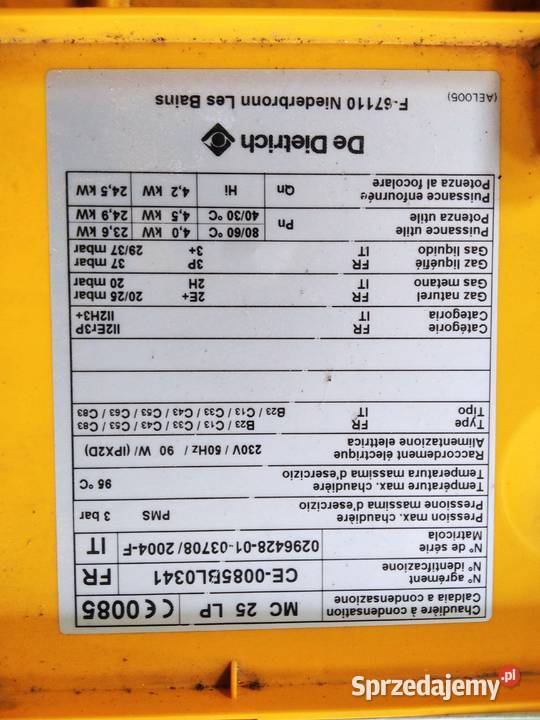 Chaudière à condensation
Caldaia a condensazione
MC 25 LP
CE 0085
N° agrément
N° identifcazione
CE-0085BL0341
FR
N° de série
Matricola
0296428-01-03708/2004-F
IT
Pression max. chaudière
Pressione massima d'esercizio
PMS
3 bar
Température max. chaudière
Temperatura massima d'esercizio
95 °C
Raccordement électrique
Alimentazione elettrica
230V / 50Hz / 90 W/ (IPX2D)
Type FR B23 / C13 / C33 / C43 / C53 / C83
Tipo IT B23 / C13 / C33 / C43 / C53 / C63 / C83
Catégorie FR II2Er3P
Categoria IT II2H3+
Gaz naturel FR 2E+ 20/25 mbar
Gas metano IT 2H 20 mbar
Gaz liquéfié FR 3P 37 mbar
Gas liquido IT 3+ 29/37 mbar
Puissance utile
Potenza utile
Pn
80/60 °C 4,0 kW 23,6 kW
40/30 °C 4,5 kW 24,9 kW
Puissance enfournée
Potenza al focolare
Qn Hi 4,2 kW 24,5 kW
De Dietrich
F-67110 Niederbronn Les Bains
(AEL005)
Sprzedajemy.pl